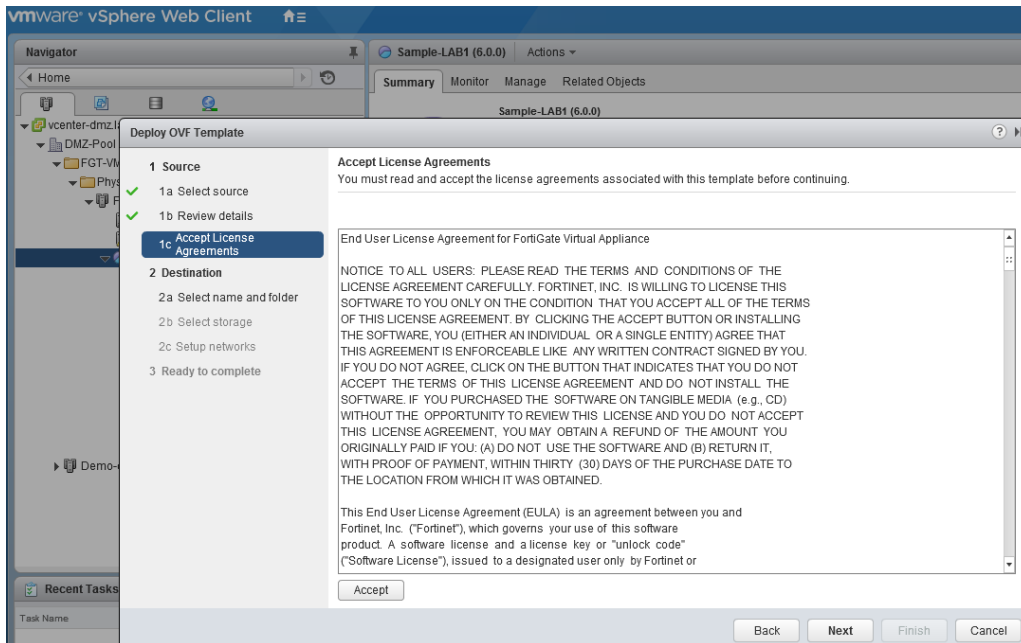 vmware® vSphere Web Client
Navigator
Home
vcenter-dmz.l
DMZ-Pool
FGT-VM
Phys
F
Demo-
Recent Tasks
Task Name
Sample-LAB1 (6.0.0)
Actions
Summary
Monitor
Manage
Related Objects
Sample-LAB1 (6.0.0)
Deploy OVF Template
?
1 Source
1a Select source
1b Review details
1c Accept License
Agreements
2 Destination
2a Select name and folder
2b Select storage
2c Setup networks
3 Ready to complete
Accept License Agreements
You must read and accept the license agreements associated with this template before continuing.
End User License Agreement for FortiGate Virtual Appliance
NOTICE TO ALL USERS: PLEASE READ THE TERMS AND CONDITIONS OF THE
LICENSE AGREEMENT CAREFULLY. FORTINET, INC. IS WILLING TO LICENSE THIS
SOFTWARE TO YOU ONLY ON THE CONDITION THAT YOU ACCEPT ALL OF THE TERMS
OF THIS LICENSE AGREEMENT. BY CLICKING THE ACCEPT BUTTON OR INSTALLING
THE SOFTWARE, YOU (EITHER AN INDIVIDUAL OR A SINGLE ENTITY) AGREE THAT
THIS AGREEMENT IS ENFORCEABLE LIKE ANY WRITTEN CONTRACT SIGNED BY YOU.
IF YOU DO NOT AGREE, CLICK ON THE BUTTON THAT INDICATES THAT YOU DO NOT
ACCEPT THE TERMS OF THIS LICENSE AGREEMENT AND DO NOT INSTALL THE
SOFTWARE. IF YOU PURCHASED THE SOFTWARE ON TANGIBLE MEDIA (e.g., CD)
WITHOUT THE OPPORTUNITY TO REVIEW THIS LICENSE AND YOU DO NOT ACCEPT
THIS LICENSE AGREEMENT, YOU MAY OBTAIN A REFUND OF THE AMOUNT YOU
ORIGINALLY PAID IF YOU: (A) DO NOT USE THE SOFTWARE AND (B) RETURN IT,
WITH PROOF OF PAYMENT, WITHIN THIRTY (30) DAYS OF THE PURCHASE DATE TO
THE LOCATION FROM WHICH IT WAS OBTAINED.
This End User License Agreement (EULA) is an agreement between you and
Fortinet, Inc. ("Fortinet"), which governs your use of this software
product. A software license and a license key or "unlock code"
("Software License"), issued to a designated user only by Fortinet or
Accept
Back
Next
Finish
Cancel